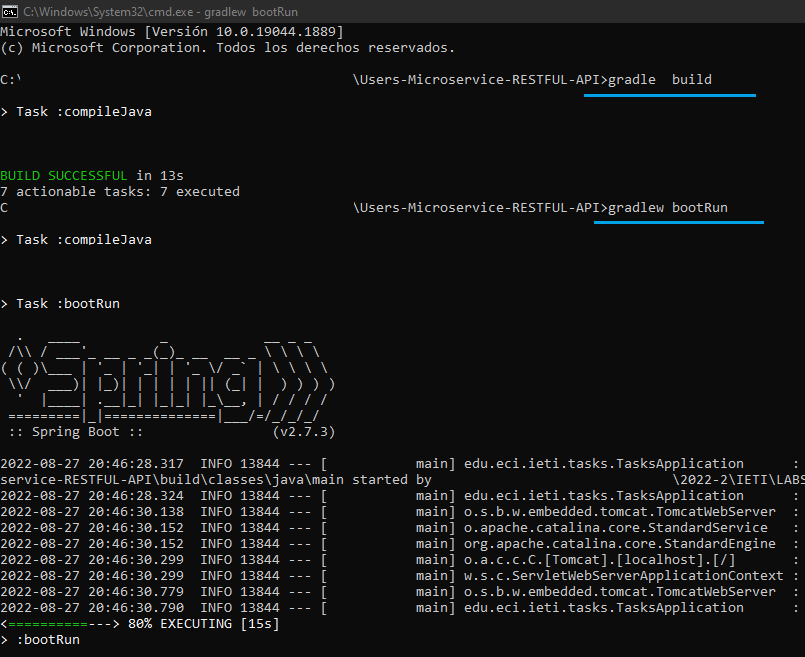 C:\Windows\System32\cmd.exe - gradlew  bootRun
Microsoft Windows [Versión 10.0.19044.1889]
(c) Microsoft Corporation. Todos los derechos reservados.
C:\                                         \Users-Microservice-RESTFUL-API>gradle  build
> Task :compileJava
BUILD SUCCESSFUL in 13s
7 actionable tasks: 7 executed
C                                           \Users-Microservice-RESTFUL-API>gradlew bootRun
> Task :compileJava
> Task :bootRun
  .   ____          _            __ _ _
 /\\ / ___'_ __ _ _(_)_ __  __ _ \ \ \ \
( ( )\___ | '_ | '_| | '_ \/ _` | \ \ \ \
 \\/  ___)| |_)| | | | | || (_| |  ) ) ) )
  '  |____| .__|_| |_|_| |_\__, | / / / /
 =========|_|==============|___/=/_/_/_/
 :: Spring Boot ::                (v2.7.3)
2022-08-27 20:46:28.317  INFO 13844 --- [           main] edu.eci.ieti.tasks.TasksApplication      :
service-RESTFUL-API\build\classes\java\main started by                              \2022-2\IETI\LABS
2022-08-27 20:46:28.324  INFO 13844 --- [           main] edu.eci.ieti.tasks.TasksApplication      :
2022-08-27 20:46:30.138  INFO 13844 --- [           main] o.s.b.w.embedded.tomcat.TomcatWebServer  :
2022-08-27 20:46:30.152  INFO 13844 --- [           main] o.apache.catalina.core.StandardService   :
2022-08-27 20:46:30.152  INFO 13844 --- [           main] org.apache.catalina.core.StandardEngine  :
2022-08-27 20:46:30.299  INFO 13844 --- [           main] o.a.c.c.C.[Tomcat].[localhost].[/]       :
2022-08-27 20:46:30.299  INFO 13844 --- [           main] w.s.c.ServletWebServerApplicationContext :
2022-08-27 20:46:30.779  INFO 13844 --- [           main] o.s.b.w.embedded.tomcat.TomcatWebServer  :
2022-08-27 20:46:30.790  INFO 13844 --- [           main] edu.eci.ieti.tasks.TasksApplication      :
<==========---> 80% EXECUTING [15s]
> :bootRun